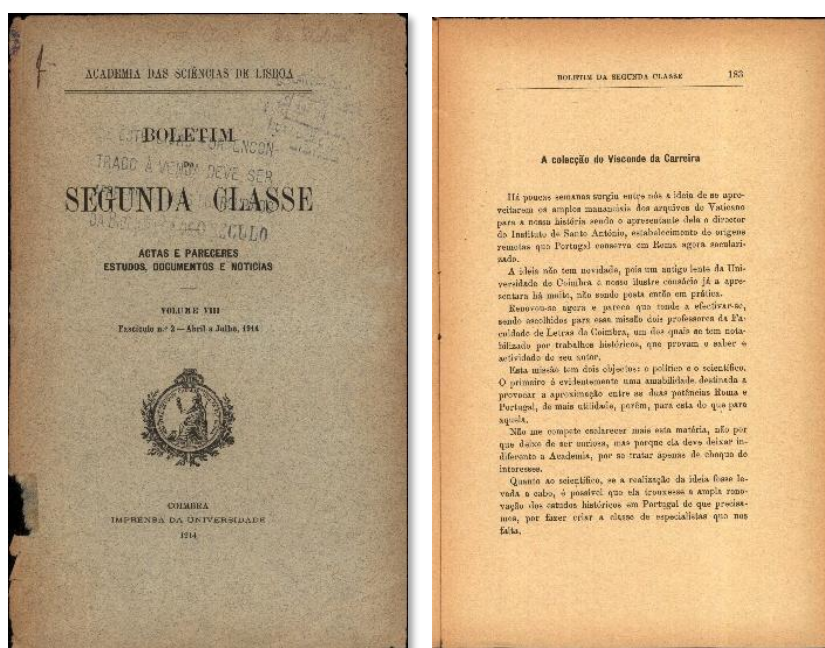 ACADEMIA DAS SCIÊNCIAS DE LISBOA
BOLETIM
DA
SEGUNDA CLASSE
ACTAS E PARECERES
ESTUDOS, DOCUMENTOS E NOTICIAS
VOLUME VIII
Fascículo n.º 2 — Abril a Julho, 1914
COIMBRA
IMPRENSA DA UNIVERSIDADE
1914
BOLETIM DA SEGUNDA CLASSE 183
A colecção do Visconde da Carreira
Há poucas semanas surgiu entre nós a ideia de se apro-
veitarem os amplos mananciais dos arquivos do Vaticano
para a nossa história sendo o apresentante dela o director
do Instituto de Santo António, estabelecimento de origens
remotas que Portugal conserva em Roma agora seculari-
zado.
A ideia não tem novidade, pois um antigo lente da Uni-
versidade de Coimbra e nosso ilustre consócio já a apre-
sentara há muito, não sendo posta então em prática.
Renovou-se agora e parece que tende a efectivar-se,
sendo escolhidos para essa missão dois professores da Fa-
culdade de Letras de Coimbra, um dos quais se tem nota-
bilizado por trabalhos históricos, que provam o saber e
actividade do seu autor.
Esta missão tem dois objectos: o político e o scientífico.
O primeiro é evidentemente uma amabilidade destinada a
provocar a aproximação entre as duas potências Roma e
Portugal, de mais utilidade, porém, para esta do que para
aquela.
Não me compete esclarecer mais esta matéria, não por
que deixe de ser curiosa, mas porque ela deve deixar in-
diferente a Academia, por se tratar apenas de choque de
interesses.
Quanto ao scientífico, se a realização da ideia fosse le-
vada a cabo, é possível que ela trouxesse a ampla reno-
vação dos estudos históricos em Portugal de que precisa-
mos, por fazer criar a classe de especialistas que nos
falta.